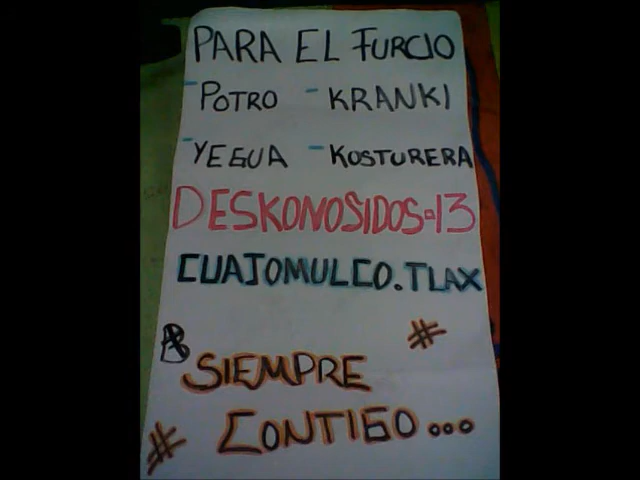 PARA EL FURCIO
-POTRO -KRANKI
-YEGUA -KOSTURERA
DESKONOSIDOS-13
CUAJOMULCO.TLAX
#
SIEMPRE
# CONTIGO...